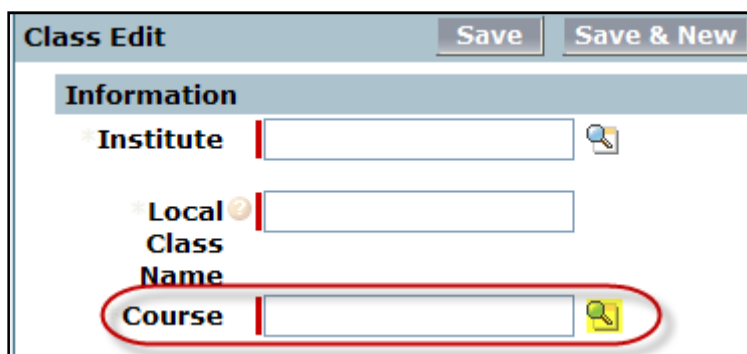 Class Edit Save Save & New
Information
*Institute
*Local ?
Class
Name
Course